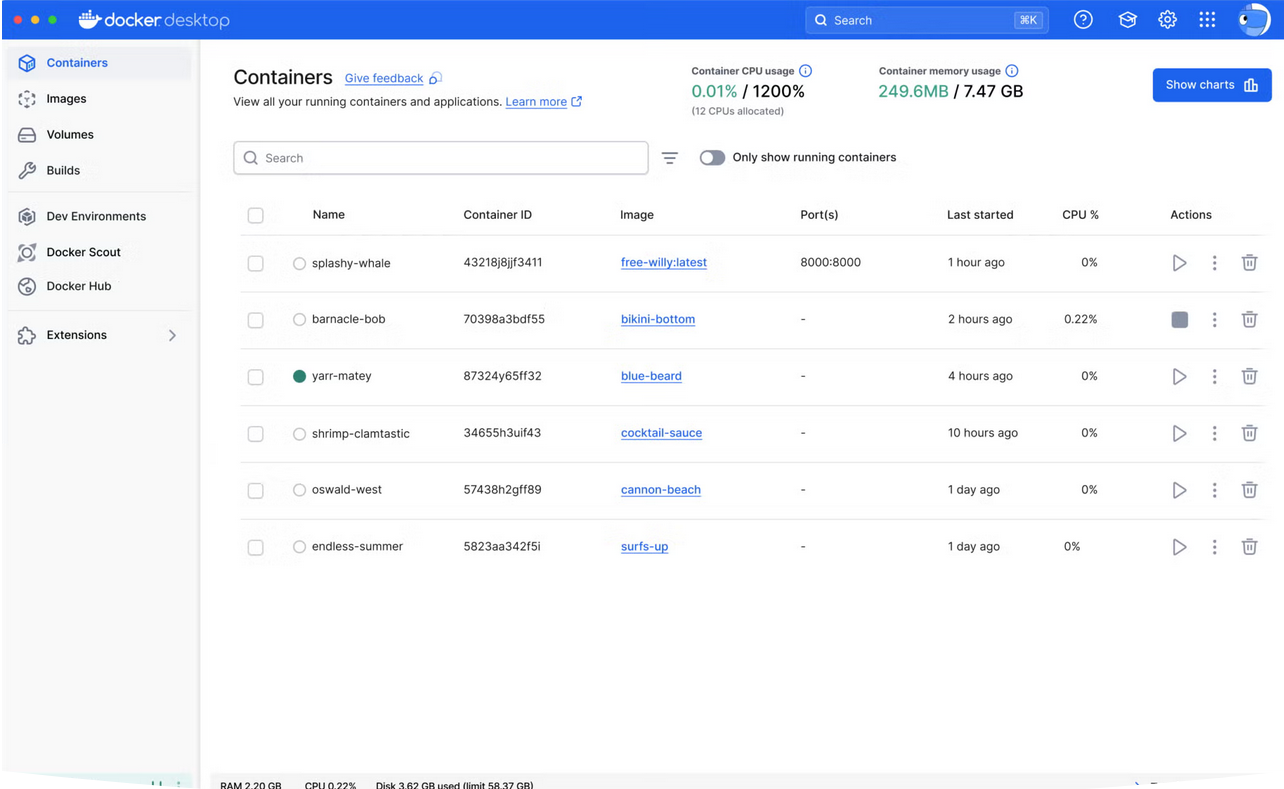 docker desktop
Search ⌘K
Containers
Images
Volumes
Builds
Dev Environments
Docker Scout
Docker Hub
Extensions
Containers Give feedback
View all your running containers and applications. Learn more
Container CPU usage
0.01% / 1200%
(12 CPUs allocated)
Container memory usage
249.6MB / 7.47 GB
Show charts
Search
Only show running containers
Name Container ID Image Port(s) Last started CPU % Actions
splashy-whale 43218j8jjf3411 free-willy:latest 8000:8000 1 hour ago 0%
barnacle-bob 70398a3bdf55 bikini-bottom - 2 hours ago 0.22%
yarr-matey 87324y65ff32 blue-beard - 4 hours ago 0%
shrimp-clamtastic 34655h3uif43 cocktail-sauce - 10 hours ago 0%
oswald-west 57438h2gff89 cannon-beach - 1 day ago 0%
endless-summer 5823aa342f5i surfs-up - 1 day ago 0%
RAM 2.20 GB CPU 0.22% Disk 3.62 GB used (limit 58.37 GB)